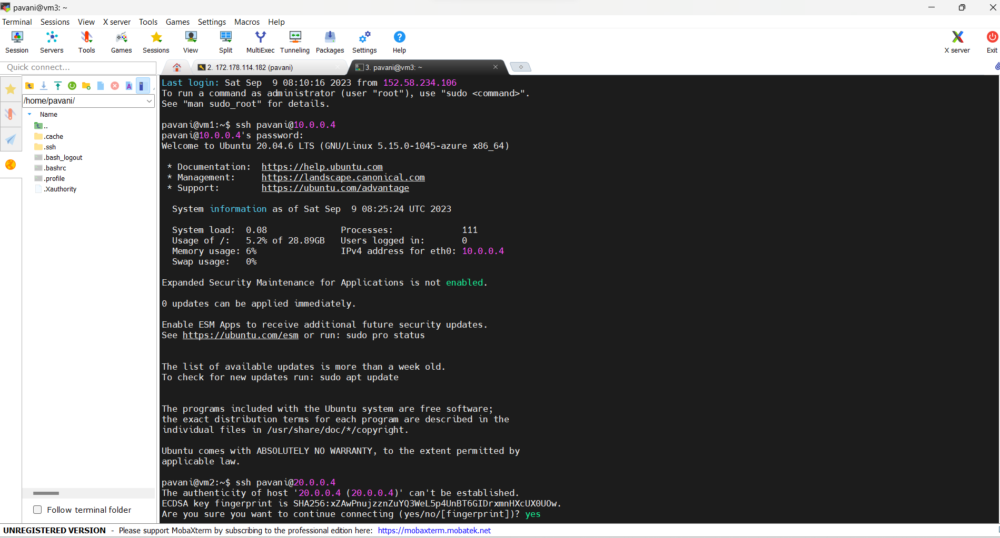 pavani@vm3: ~
Terminal Sessions View X server Tools Games Settings Macros Help
Session Servers Tools Games Sessions View Split MultiExec Tunneling Packages Settings Help X server Exit
Quick connect...
2. 172.178.114.182 (pavani)
3. pavani@vm3: ~
/home/pavani/
Name
..
.cache
.ssh
.bash_logout
.bashrc
.profile
.Xauthority
Follow terminal folder
Last login: Sat Sep  9 08:10:16 2023 from 152.58.234.106
To run a command as administrator (user "root"), use "sudo <command>".
See "man sudo_root" for details.
pavani@vm1:~$ ssh pavani@10.0.0.4
pavani@10.0.0.4's password:
Welcome to Ubuntu 20.04.6 LTS (GNU/Linux 5.15.0-1045-azure x86_64)
* Documentation:  https://help.ubuntu.com
* Management:     https://landscape.canonical.com
* Support:        https://ubuntu.com/advantage
System information as of Sat Sep  9 08:25:24 UTC 2023
System load:  0.08              Processes:             111
Usage of /:   5.2% of 28.89GB   Users logged in:       0
Memory usage: 6%                IPv4 address for eth0: 10.0.0.4
Swap usage:   0%
Expanded Security Maintenance for Applications is not enabled.
0 updates can be applied immediately.
Enable ESM Apps to receive additional future security updates.
See https://ubuntu.com/esm or run: sudo pro status
The list of available updates is more than a week old.
To check for new updates run: sudo apt update
The programs included with the Ubuntu system are free software;
the exact distribution terms for each program are described in the
individual files in /usr/share/doc/*/copyright.
Ubuntu comes with ABSOLUTELY NO WARRANTY, to the extent permitted by
applicable law.
pavani@vm2:~$ ssh pavani@20.0.0.4
The authenticity of host '20.0.0.4 (20.0.0.4)' can't be established.
ECDSA key fingerprint is SHA256:xZAwPnujzznZuYQ3WeL5p4UnBT6GIDrxmnHXcUX0UOw.
Are you sure you want to continue connecting (yes/no/[fingerprint])? yes
UNREGISTERED VERSION - Please support MobaXterm by subscribing to the professional edition here: https://mobaxterm.mobatek.net